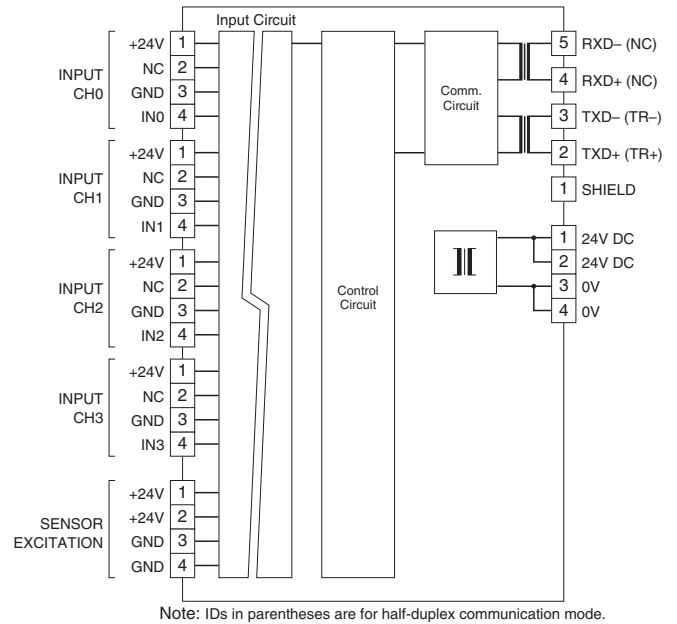 Input Circuit
INPUT
CH0
+24V 1
NC 2
GND 3
IN0 4
INPUT
CH1
+24V 1
NC 2
GND 3
IN1 4
INPUT
CH2
+24V 1
NC 2
GND 3
IN2 4
INPUT
CH3
+24V 1
NC 2
GND 3
IN3 4
SENSOR
EXCITATION
+24V 1
+24V 2
GND 3
GND 4
Control
Circuit
Comm.
Circuit
5 RXD– (NC)
4 RXD+ (NC)
3 TXD– (TR–)
2 TXD+ (TR+)
1 SHIELD
1 24V DC
2 24V DC
3 0V
4 0V
Note: IDs in parentheses are for half-duplex communication mode.